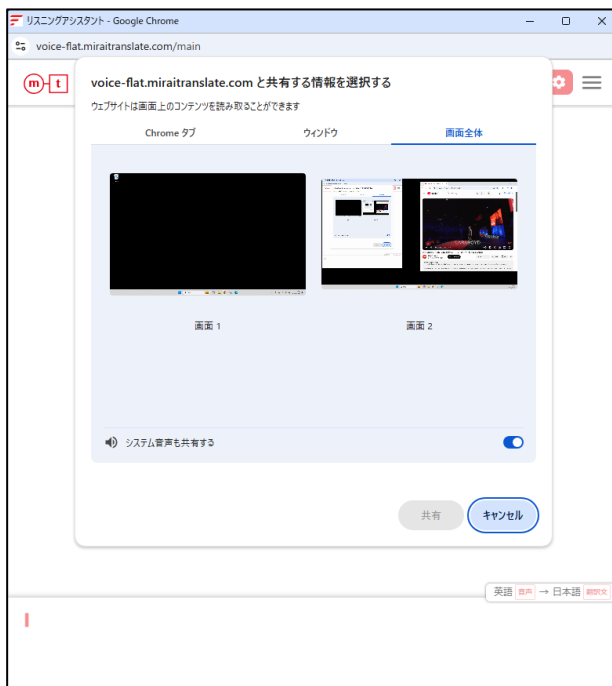 リスニングアシスタント - Google Chrome
voice-flat.miraitranslate.com/main
m t
voice-flat.miraitranslate.com と共有する情報を選択する
ウェブサイトは画面上のコンテンツを読み取ることができます
Chrome タブ ウィンドウ 画面全体
画面 1 画面 2
システム音声も共有する
共有 キャンセル
英語 音声 → 日本語 翻訳文